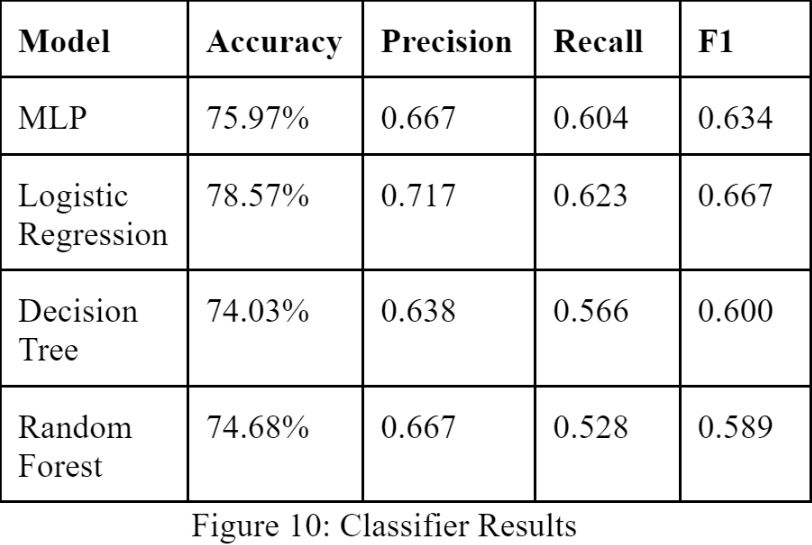 Model Accuracy Precision Recall F1
MLP 75.97% 0.667 0.604 0.634
Logistic 78.57% 0.717 0.623 0.667
Regression
Decision 74.03% 0.638 0.566 0.600
Tree
Random 74.68% 0.667 0.528 0.589
Forest
Figure 10: Classifier Results